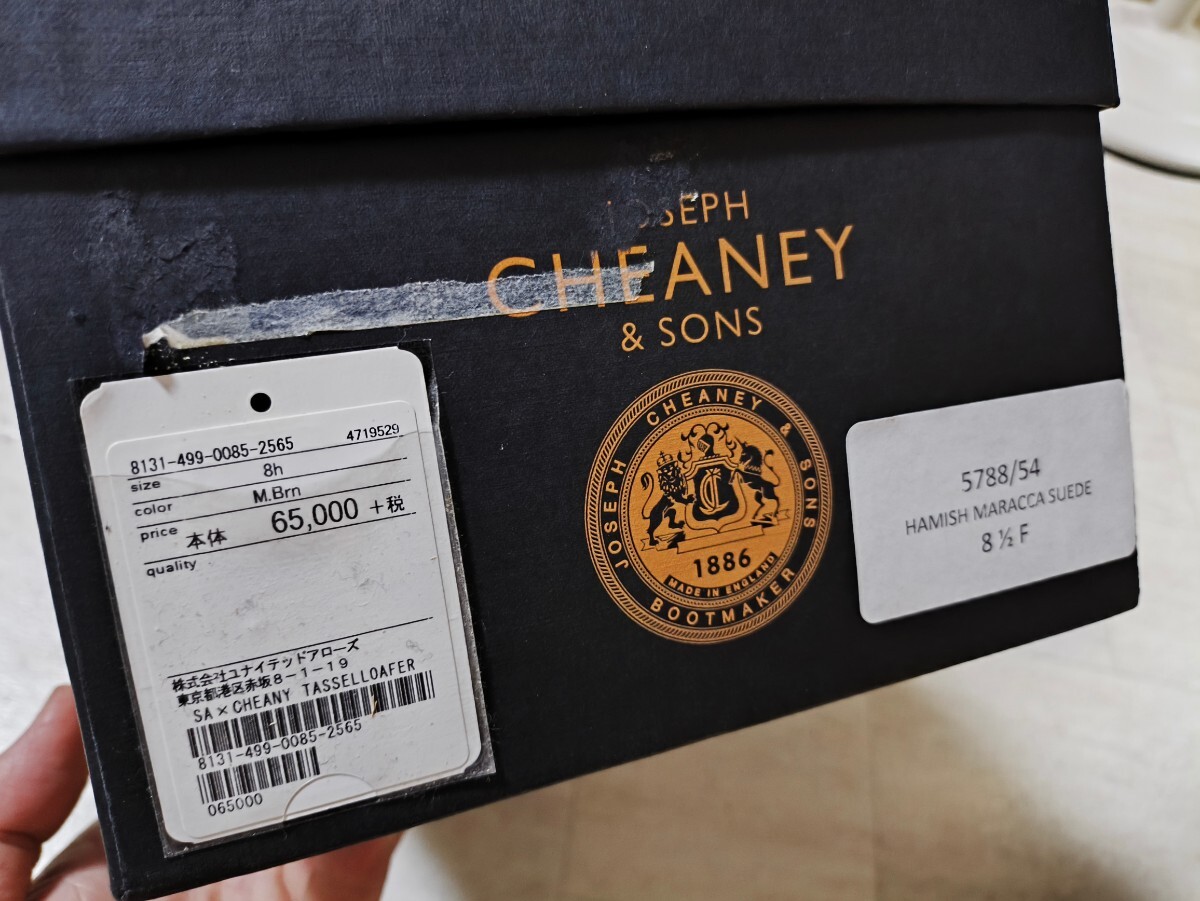 JOSEPH
CHEANEY
& SONS
JOSEPH CHEANEY & SONS
1886
MADE IN ENGLAND
BOOTMAKER
8131-499-0085-2565 4719529
size 8h
color M.Brn
price 本体 65,000 +税
quality
株式会社ユナイテッドアローズ
東京都港区赤坂8-1-19
SA×CHEANY TASSELLOAFER
8131-499-0085-2565
065000
5788/54
HAMISH MARACCA SUEDE
8 ½ F